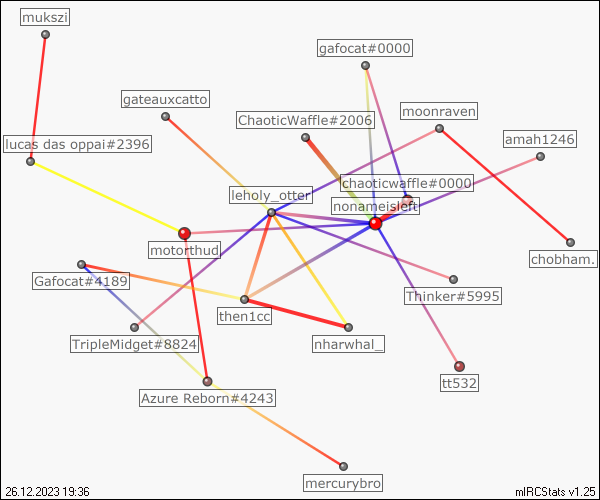 mukszi
gafocat#0000
gateauxcatto
moonraven
ChaoticWaffle#2006
amah1246
lucas das oppai#2396
chaoticwaffle#0000
leholy_otter
nonameisleft
motorthud
chobham.
Gafocat#4189
Thinker#5995
then1cc
TripleMidget#8824
nharwhal_
tt532
Azure Reborn#4243
mercurybro
26.12.2023 19:36
mIRCStats v1.25